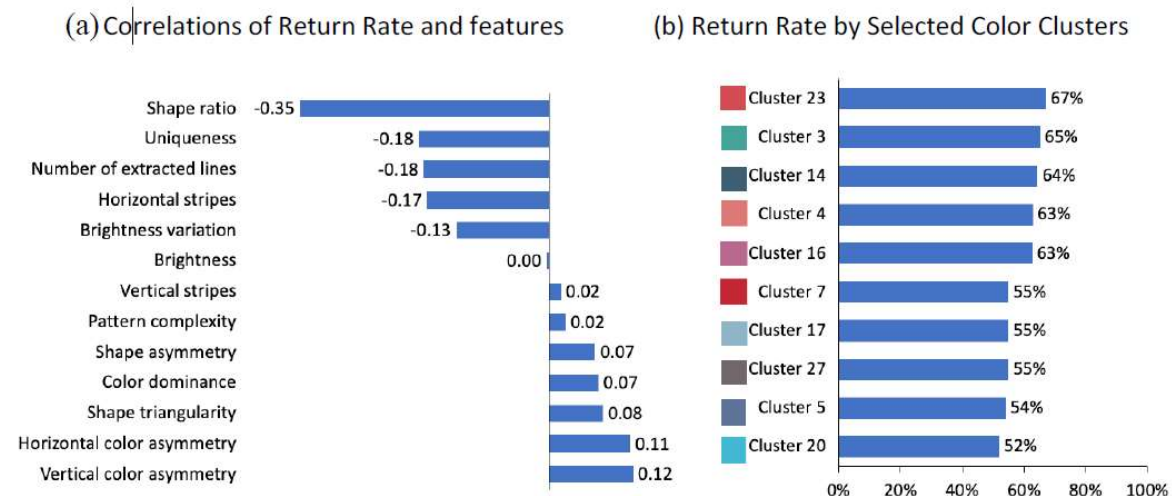 (a) Correlations of Return Rate and features
Shape ratio -0.35
Uniqueness -0.18
Number of extracted lines -0.18
Horizontal stripes -0.17
Brightness variation -0.13
Brightness 0.00
Vertical stripes 0.02
Pattern complexity 0.02
Shape asymmetry 0.07
Color dominance 0.07
Shape triangularity 0.08
Horizontal color asymmetry 0.11
Vertical color asymmetry 0.12
(b) Return Rate by Selected Color Clusters
Cluster 23 67%
Cluster 3 65%
Cluster 14 64%
Cluster 4 63%
Cluster 16 63%
Cluster 7 55%
Cluster 17 55%
Cluster 27 55%
Cluster 5 54%
Cluster 20 52%
0% 20% 40% 60% 80% 100%